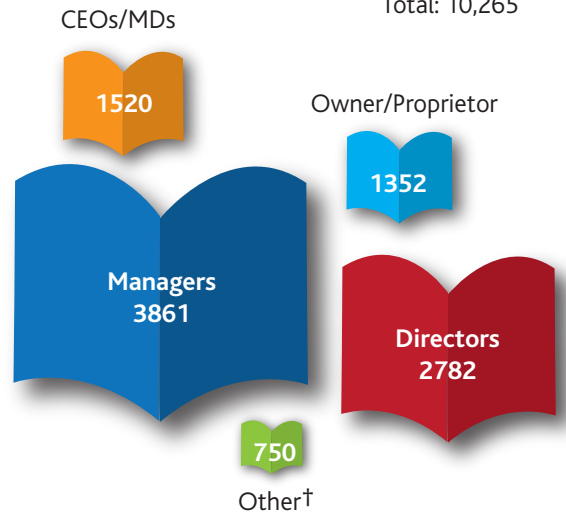 Total: 10,265
CEOs/MDs
1520
Owner/Proprietor
1352
Managers
3861
Directors
2782
750
Other†